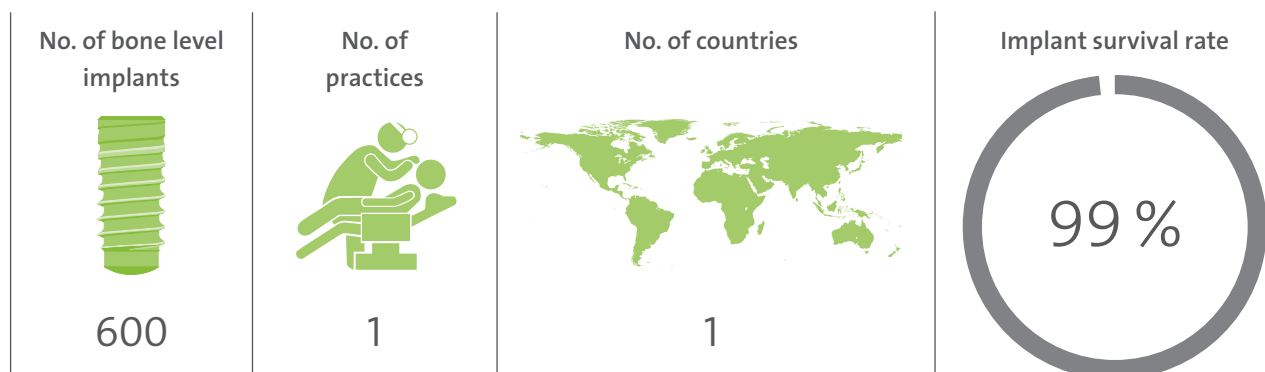 No. of bone level
implants
600
No. of
practices
1
No. of countries
1
Implant survival rate
99 %